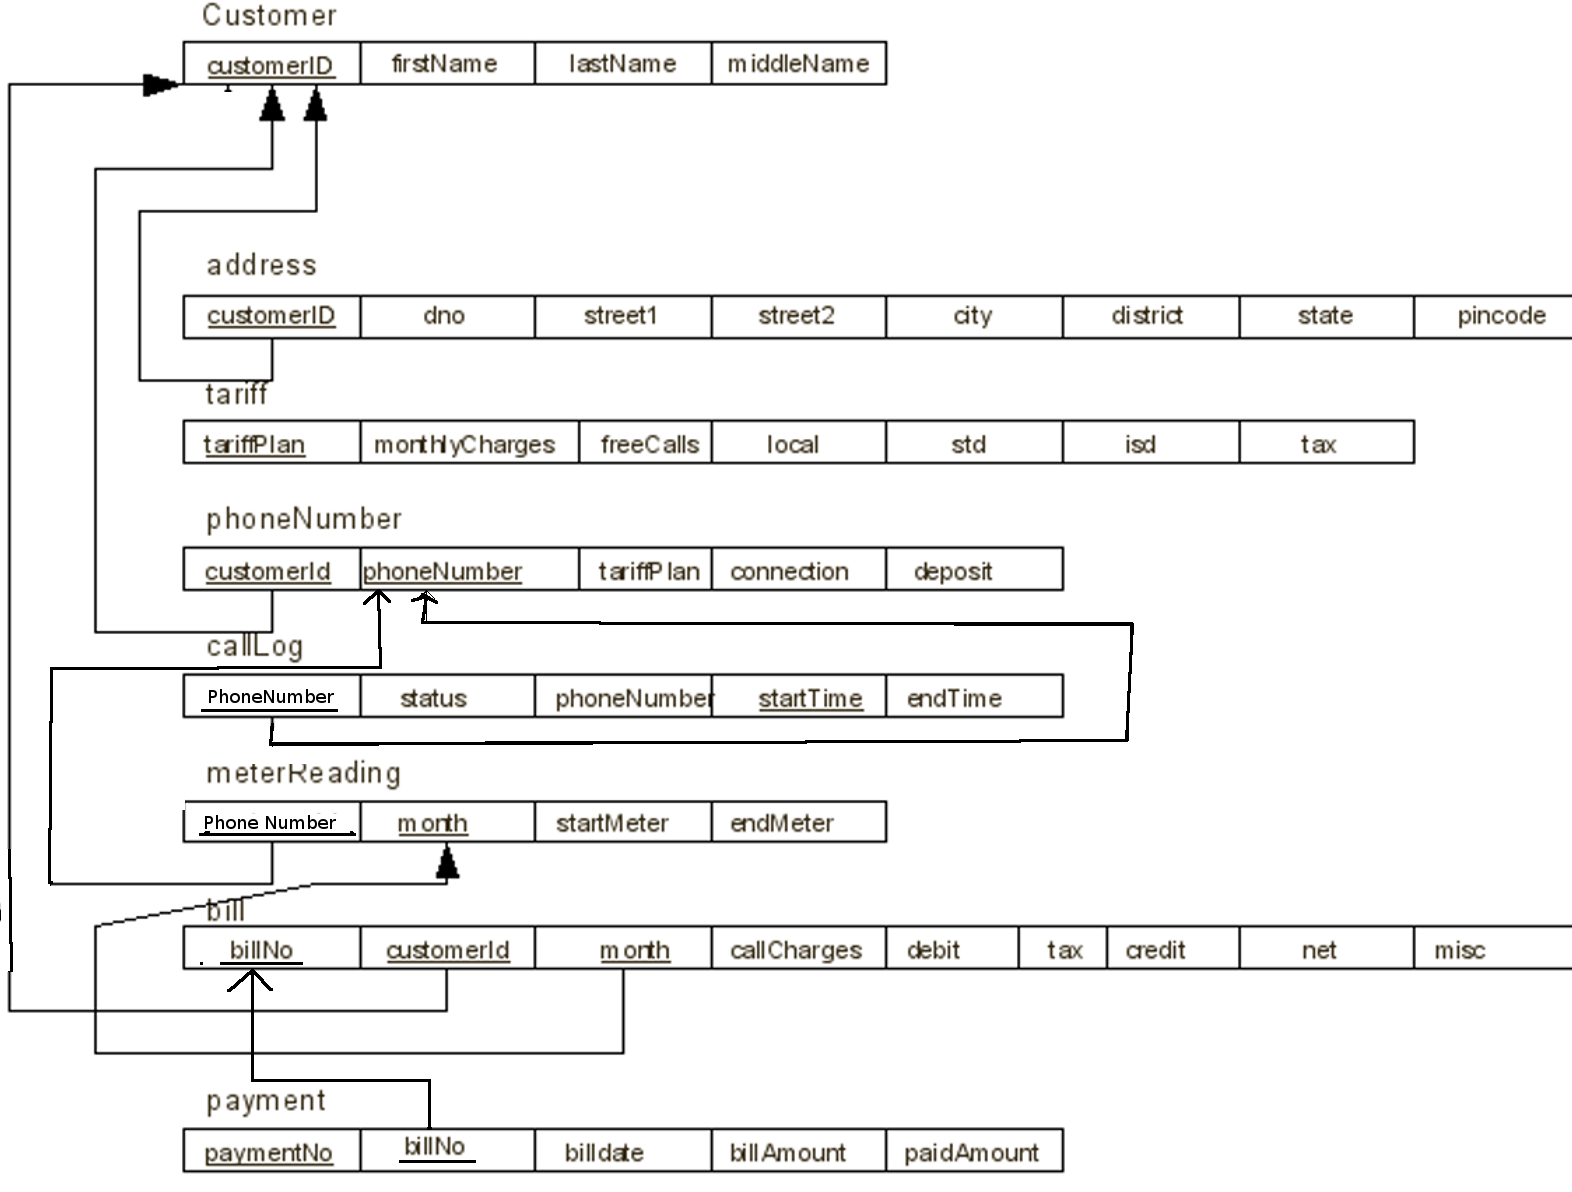 Customer
customerID firstName lastName middleName
address
customerID dno street1 street2 city district state pincode
tariff
tariffPlan monthlyCharges freeCalls local std isd tax
phoneNumber
customerId phoneNumber tariffPlan connection deposit
callLog
PhoneNumber status phoneNumber startTime endTime
meterReading
Phone Number month startMeter endMeter
bill
billNo customerId month callCharges debit tax credit net misc
payment
paymentNo billNo billdate billAmount paidAmount